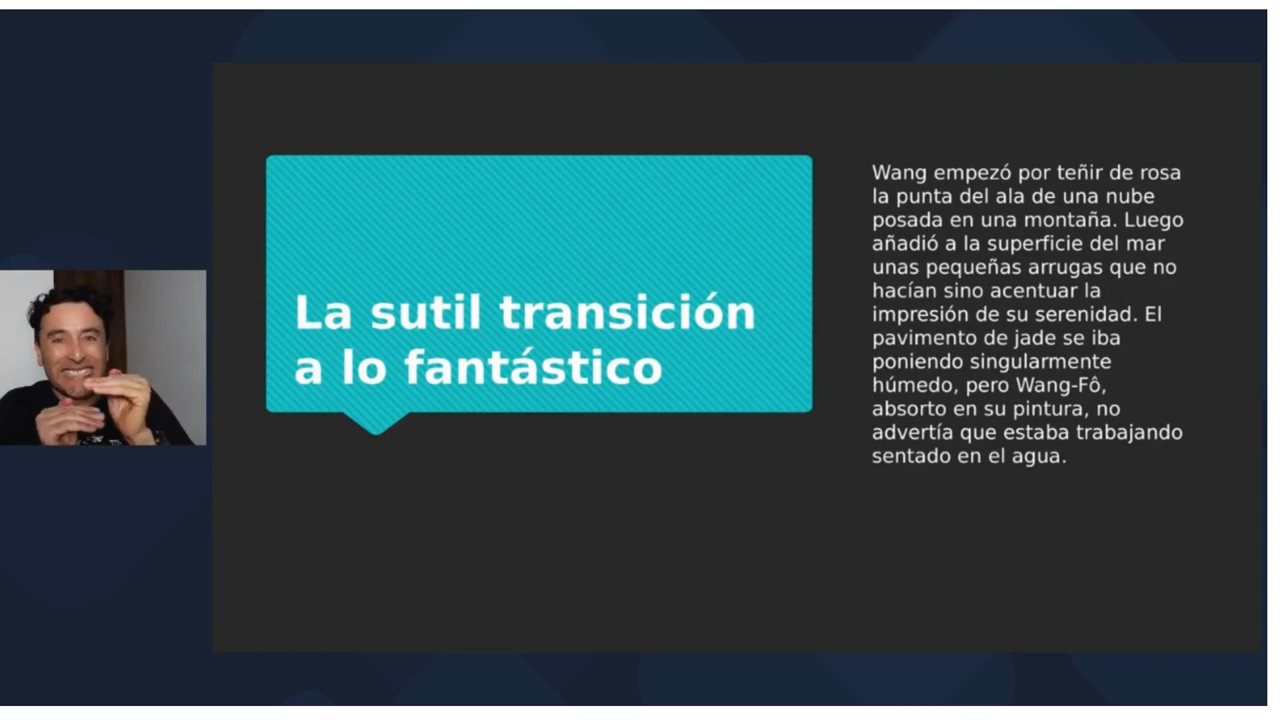 La sutil transición
a lo fantástico
Wang empezó por teñir de rosa
la punta del ala de una nube
posada en una montaña. Luego
añadió a la superficie del mar
unas pequeñas arrugas que no
hacían sino acentuar la
impresión de su serenidad. El
pavimento de jade se iba
poniendo singularmente
húmedo, pero Wang-Fô,
absorto en su pintura, no
advertía que estaba trabajando
sentado en el agua.